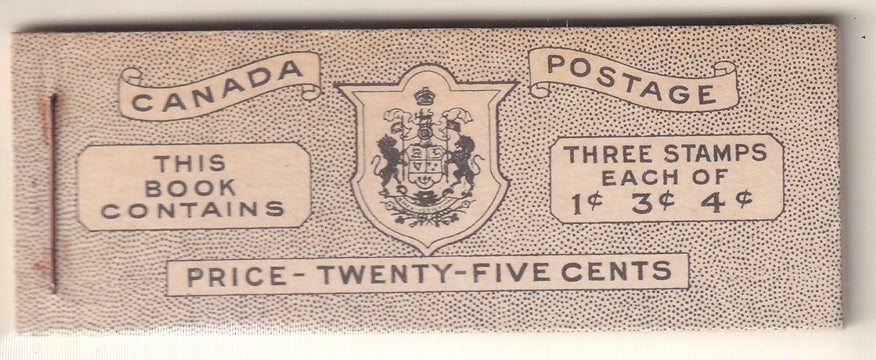 CANADA
POSTAGE
THIS
BOOK
CONTAINS
THREE STAMPS
EACH OF
1¢ 3¢ 4¢
PRICE-TWENTY-FIVE CENTS